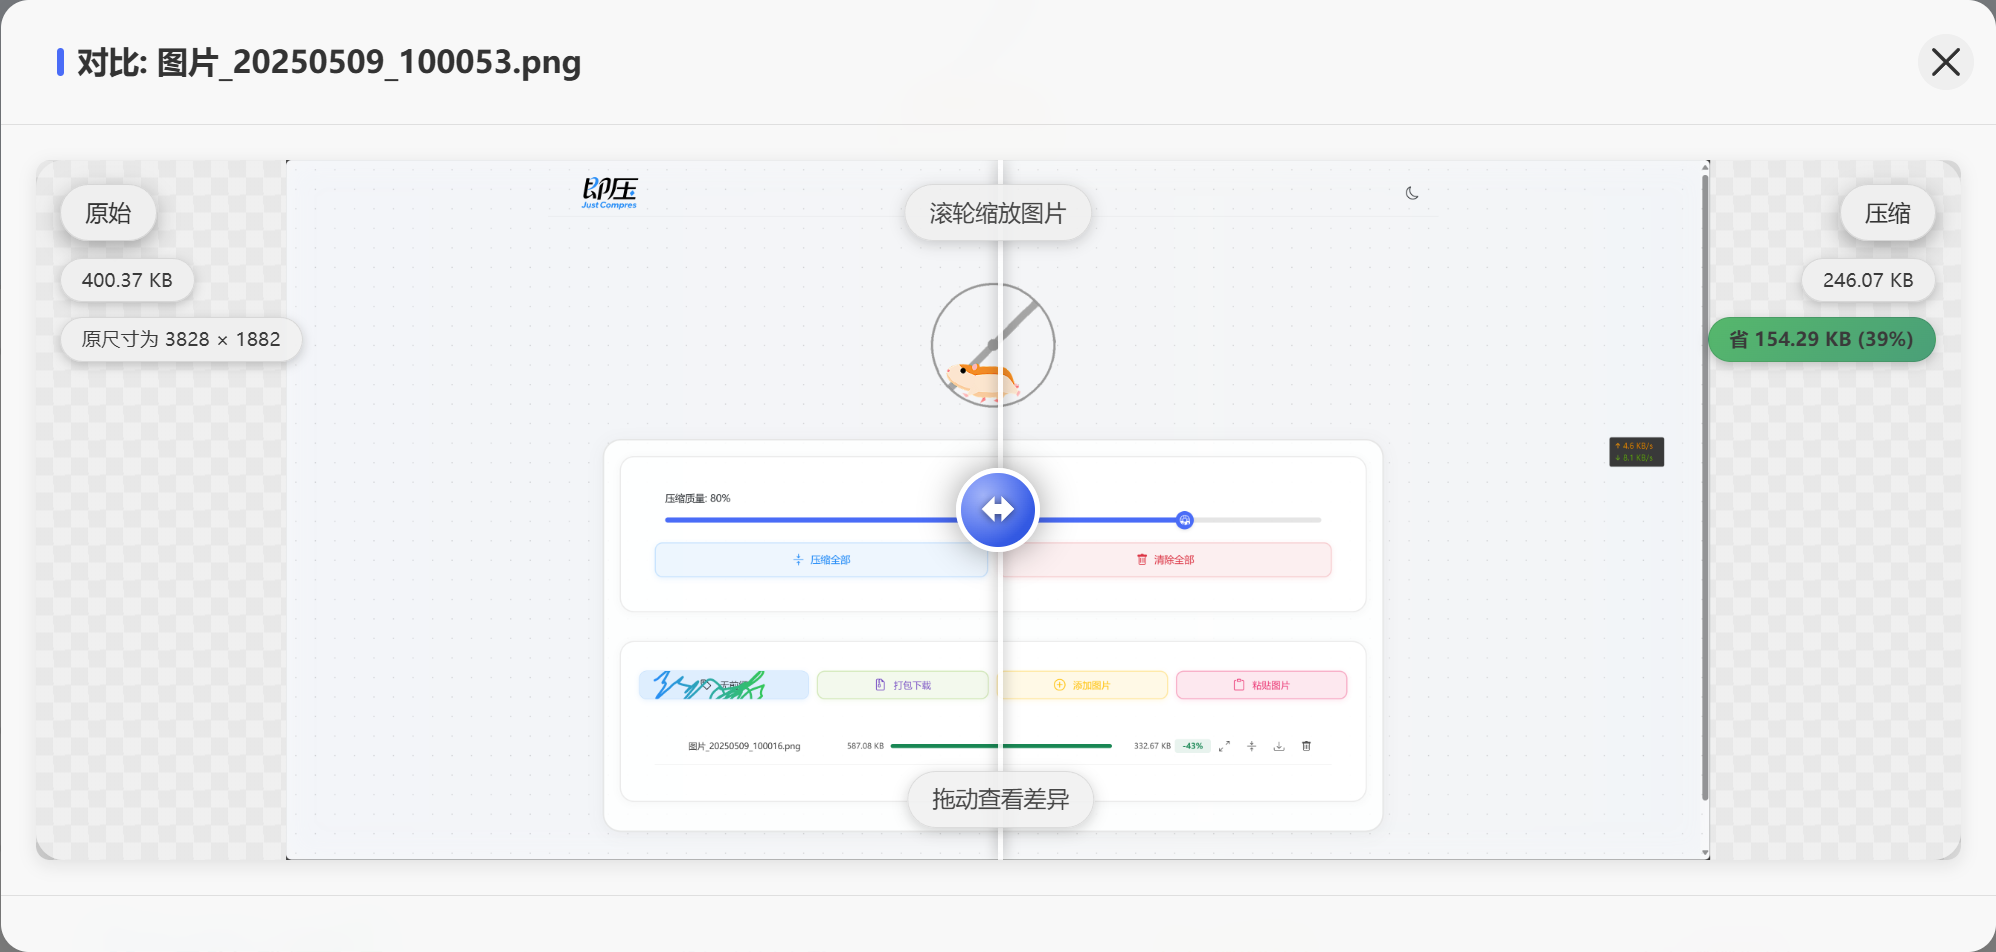 对比: 图片_20250509_100053.png
原始
400.37 KB
原尺寸为 3828 × 1882
即压
Just Compres
滚轮缩放图片
压缩
246.07 KB
省 154.29 KB (39%)
↑ 4.6 KB/s
↓ 8.1 KB/s
压缩质量: 80%
压缩全部
清除全部
无前
打包下载
添加图片
粘贴图片
图片_20250509_100016.png
587.08 KB
332.67 KB
-43%
拖动查看差异